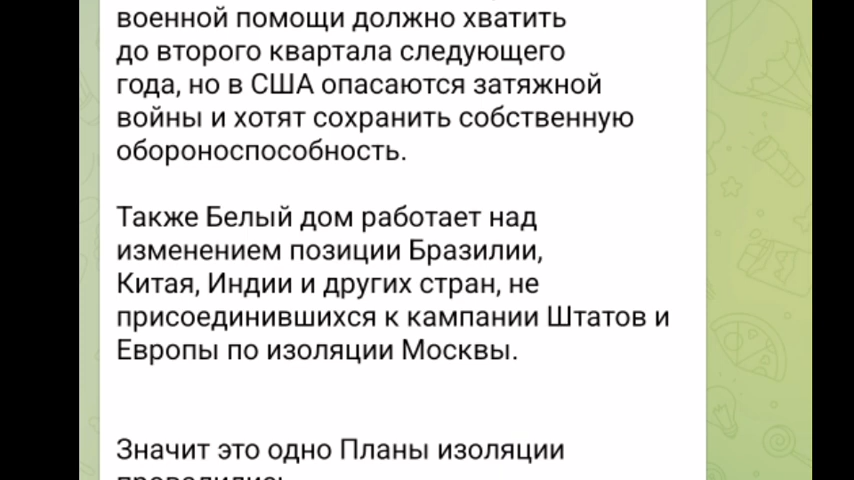 военной помощи должно хватить
до второго квартала следующего
года, но в США опасаются затяжной
войны и хотят сохранить собственную
обороноспособность.
Также Белый дом работает над
изменением позиции Бразилии,
Китая, Индии и других стран, не
присоединившихся к кампании Штатов и
Европы по изоляции Москвы.
Значит это одно Планы изоляции
провалились